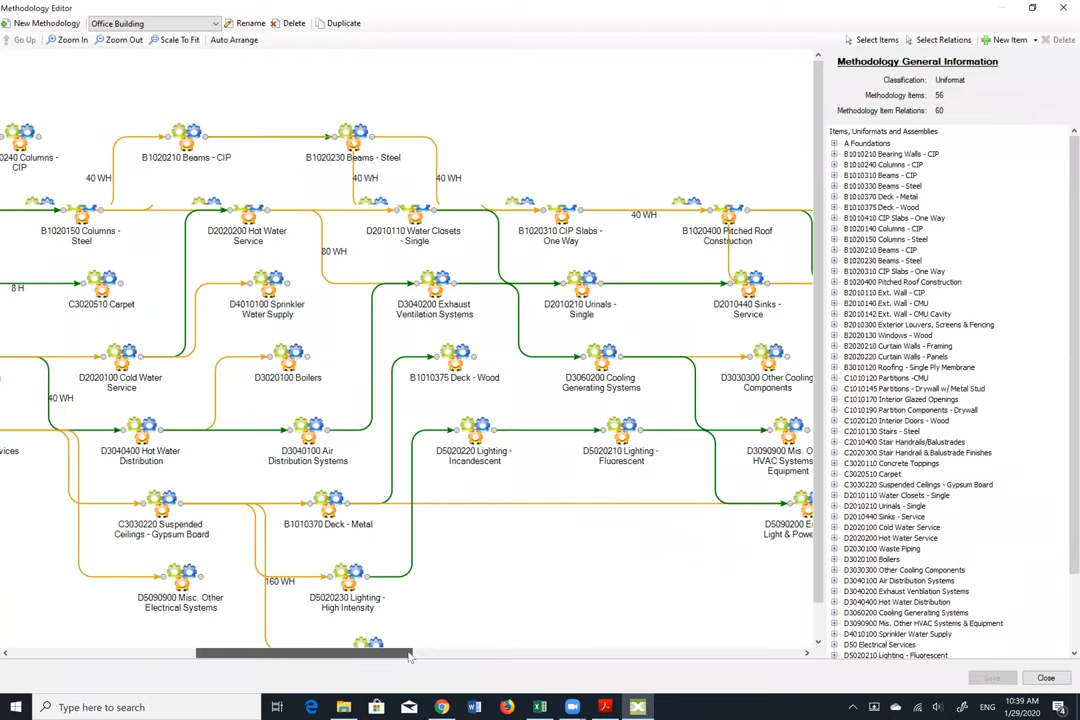 Methodology Editor
New Methodology
Office Building
Rename
Delete
Duplicate
Go Up
Zoom In
Zoom Out
Scale To Fit
Auto Arrange
Select Items
Select Relations
New Item
Delete
0240 Columns -
CIP
B1020210 Beams - CIP
B1020230 Beams - Steel
40 WH
40 WH
40 WH
B1020150 Columns -
Steel
D2020200 Hot Water
Service
D2010110 Water Closets
- Single
B1020310 CIP Slabs -
One Way
40 WH
B1020400 Pitched Roof
Construction
80 WH
8 H
C3020510 Carpet
D4010100 Sprinkler
Water Supply
D3040200 Exhaust
Ventilation Systems
D2010210 Urinals -
Single
D2010440 Sinks -
Service
D2020100 Cold Water
Service
D3020100 Boilers
B1010375 Deck - Wood
D3060200 Cooling
Generating Systems
D3030300 Other Cooling
Components
40 WH
vices
D3040400 Hot Water
Distribution
D3040100 Air
Distribution Systems
D5020220 Lighting -
Incandescent
D5020210 Lighting -
Fluorescent
D3090900 Mis. O
HVAC Systems
Equipment
C3030220 Suspended
Ceilings - Gypsum Board
B1010370 Deck - Metal
D5090200 E
Light & Powe
160 WH
D5090900 Misc. Other
Electrical Systems
D5020230 Lighting -
High Intensity
Methodology General Information
Classification: Uniformat
Methodology Items: 56
Methodology Item Relations: 60
Items, Uniformats and Assemblies
A Foundations
B1010210 Bearing Walls - CIP
B1010240 Columns - CIP
B1010310 Beams - CIP
B1010330 Beams - Steel
B1010370 Deck - Metal
B1010375 Deck - Wood
B1010410 CIP Slabs - One Way
B1020140 Columns - CIP
B1020150 Columns - Steel
B1020210 Beams - CIP
B1020230 Beams - Steel
B1020310 CIP Slabs - One Way
B1020400 Pitched Roof Construction
B2010110 Ext. Wall - CIP
B2010140 Ext. Wall - CMU
B2010142 Ext. Wall - CMU Cavity
B2010300 Exterior Louvers, Screens & Fencing
B2020130 Windows - Wood
B2020210 Curtain Walls - Framing
B2020220 Curtain Walls - Panels
B3010120 Roofing - Single Ply Membrane
C1010120 Partitions -CMU
C1010145 Partitions - Drywall w/ Metal Stud
C1010170 Interior Glazed Openings
C1010190 Partition Components - Drywall
C1020120 Interior Doors - Wood
C2010130 Stairs - Steel
C2010400 Stair Handrails/Balustrades
C2020300 Stair Handrail & Balustrade Finishes
C3020110 Concrete Toppings
C3020510 Carpet
C3030220 Suspended Ceilings - Gypsum Board
D2010110 Water Closets - Single
D2010210 Urinals - Single
D2010440 Sinks - Service
D2020100 Cold Water Service
D2020200 Hot Water Service
D2030100 Waste Piping
D3020100 Boilers
D3030300 Other Cooling Components
D3040100 Air Distribution Systems
D3040200 Exhaust Ventilation Systems
D3040400 Hot Water Distribution
D3060200 Cooling Generating Systems
D3090900 Mis. Other HVAC Systems & Equipment
D4010100 Sprinkler Water Supply
D50 Electrical Services
D5020210 Lighting - Fluorescent
Save
Close
Type here to search
ENG
10:39 AM
1/29/2020
4